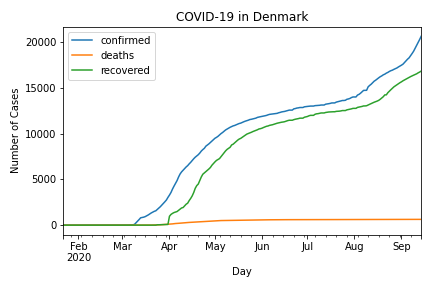 COVID-19 in Denmark
confirmed
deaths
recovered
Number of Cases
20000
15000
10000
5000
0
Feb Mar Apr May Jun Jul Aug Sep
2020
Day